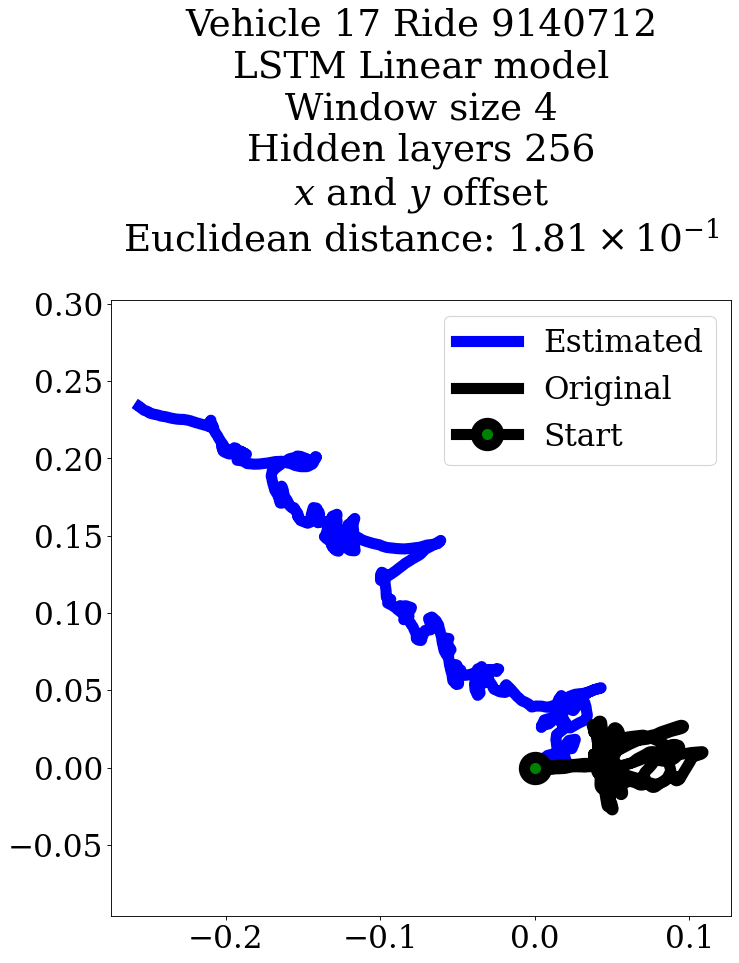 Vehicle 17 Ride 9140712
LSTM Linear model
Window size 4
Hidden layers 256
x and y offset
Euclidean distance: 1.81 × 10⁻¹
Estimated
Original
Start
0.30
0.25
0.20
0.15
0.10
0.05
0.00
−0.05
−0.2
−0.1
0.0
0.1